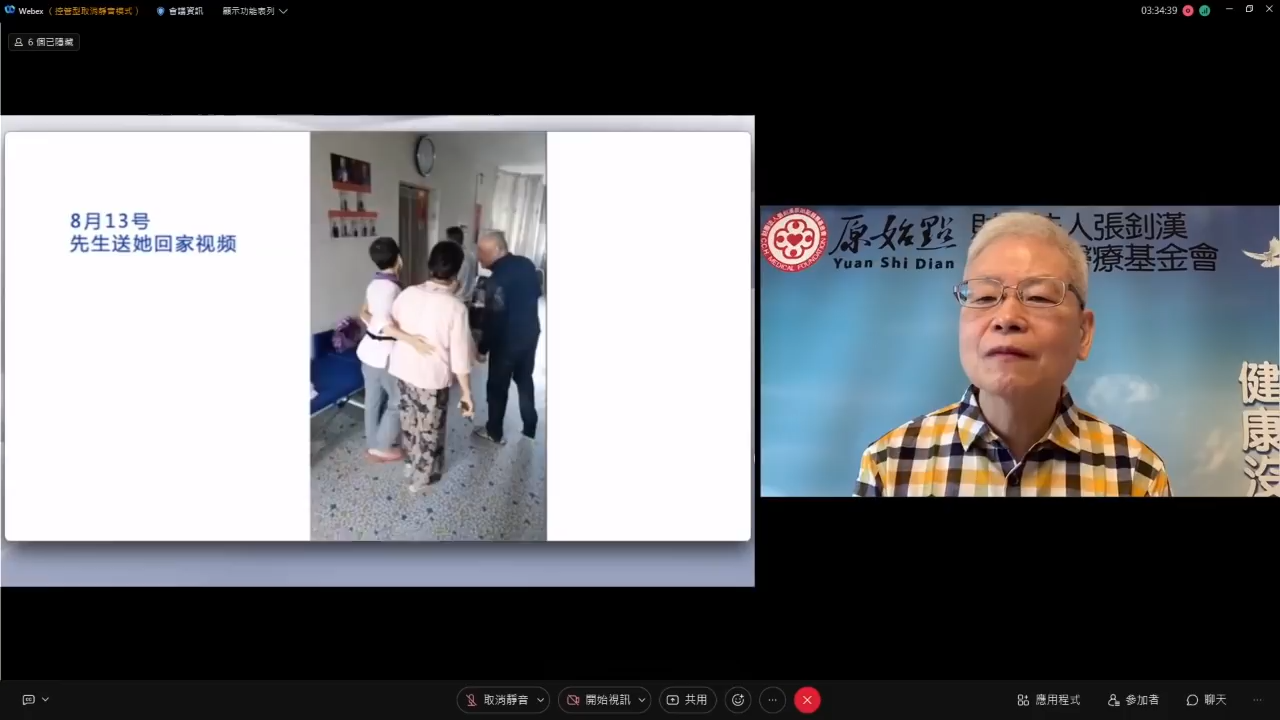 Webex
(控管型取消靜音模式)
會議資訊
顯示功能表列
03:34:39
6 個已隱藏
8月13号
先生送她回家视频
原始點
Yuan Shi Dian
人張釗漢
醫療基金會
健康沒
取消靜音
開始視訊
共用
應用程式
參加者
聊天